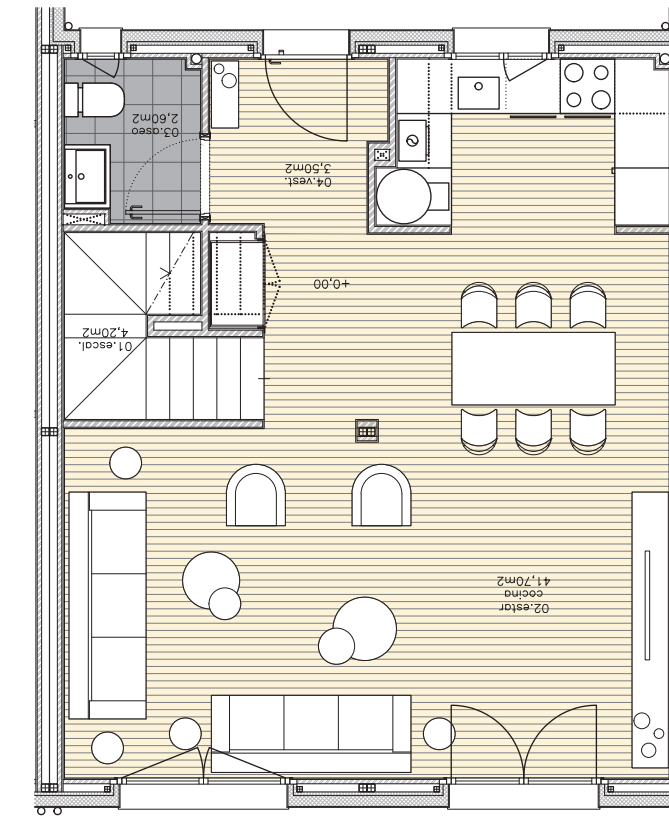 02.estar
cocina
41,70m2
01.escal.
4,20m2
+0,00
04.vest.
3,50m2
03.aseo
2,60m2